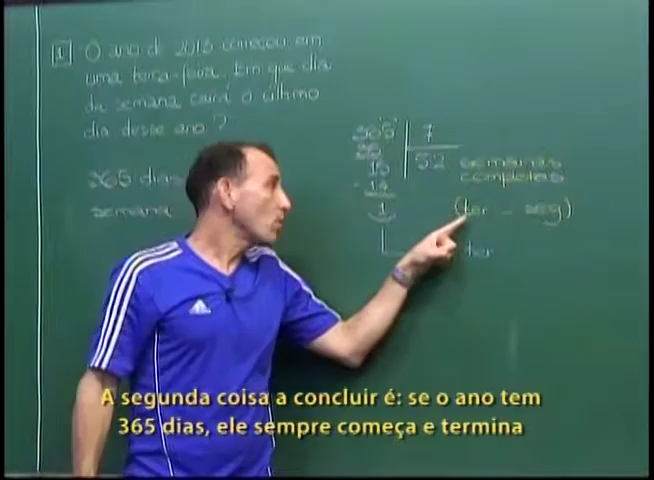 1 O ano de 2013 começou em
uma terça-feira. Em que dia
da semana cairá o último
dia desse ano?
365 dias
semana
365 | 7
52 semanas
completas
15
- 14
1
(ter - seg)
ter
adidas
A segunda coisa a concluir é: se o ano tem
365 dias, ele sempre começa e termina